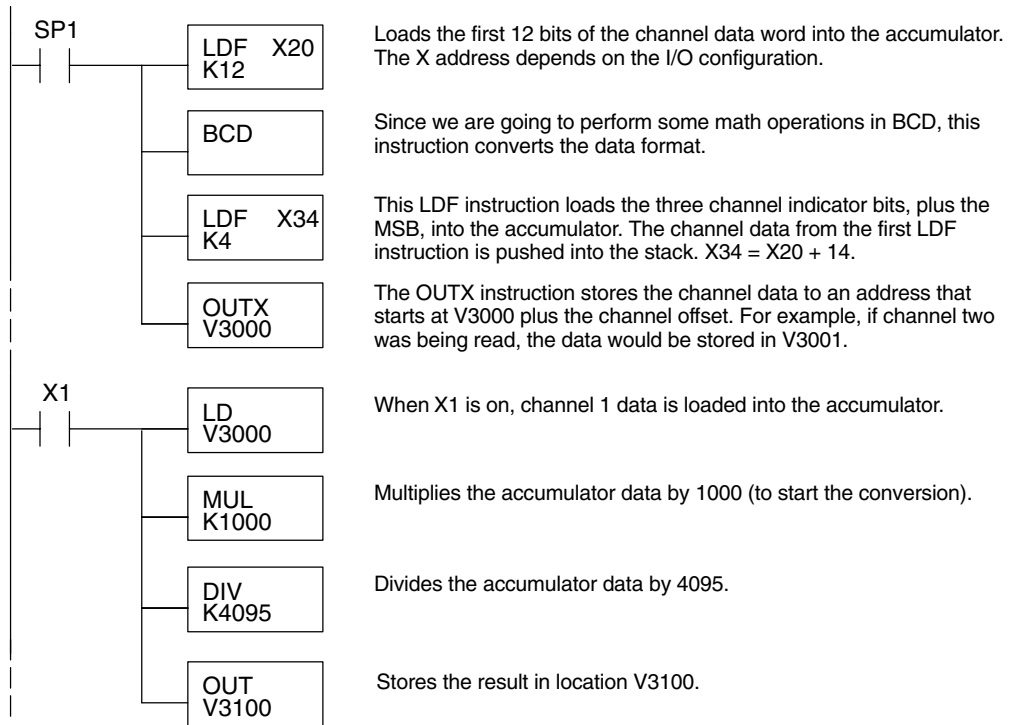 SP1
LDF X20
K12
Loads the first 12 bits of the channel data word into the accumulator.
The X address depends on the I/O configuration.
BCD
Since we are going to perform some math operations in BCD, this
instruction converts the data format.
LDF X34
K4
This LDF instruction loads the three channel indicator bits, plus the
MSB, into the accumulator. The channel data from the first LDF
instruction is pushed into the stack. X34 = X20 + 14.
OUTX
V3000
The OUTX instruction stores the channel data to an address that
starts at V3000 plus the channel offset. For example, if channel two
was being read, the data would be stored in V3001.
X1
LD
V3000
When X1 is on, channel 1 data is loaded into the accumulator.
MUL
K1000
Multiplies the accumulator data by 1000 (to start the conversion).
DIV
K4095
Divides the accumulator data by 4095.
OUT
V3100
Stores the result in location V3100.